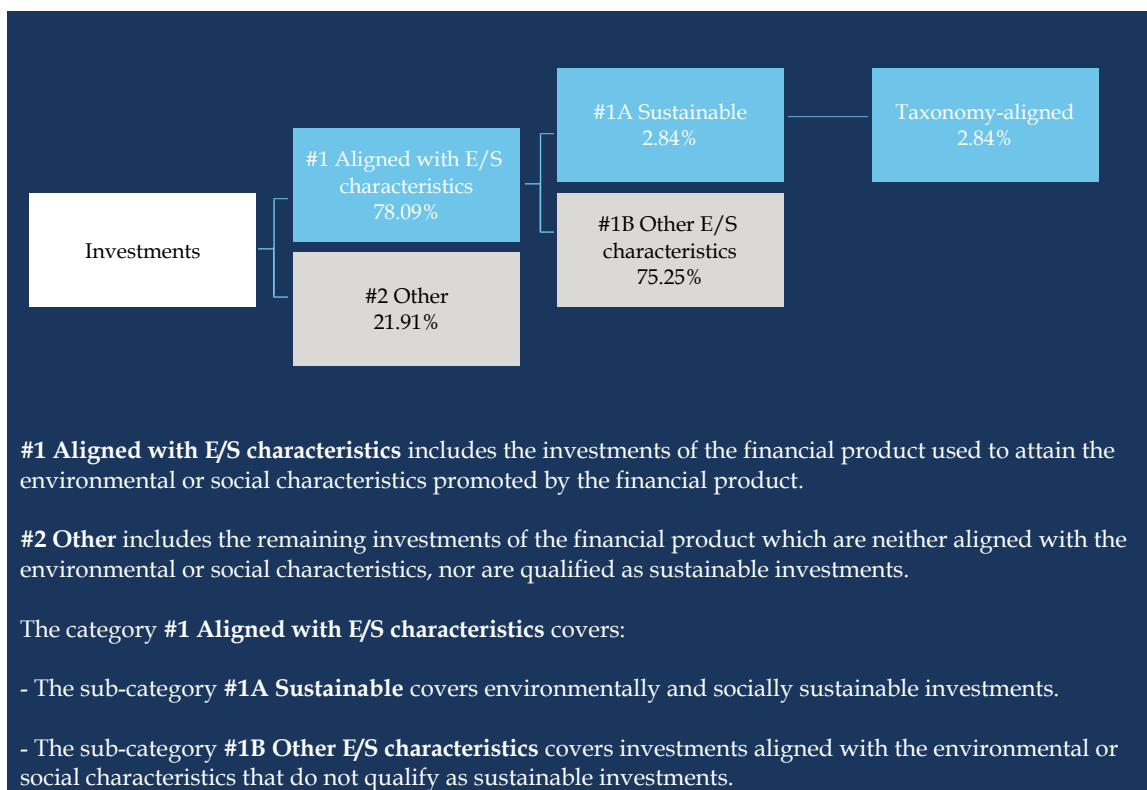 Investments
#1 Aligned with E/S
characteristics
78.09%
#2 Other
21.91%
#1A Sustainable
2.84%
#1B Other E/S
characteristics
75.25%
Taxonomy-aligned
2.84%
#1 Aligned with E/S characteristics includes the investments of the financial product used to attain the
environmental or social characteristics promoted by the financial product.
#2 Other includes the remaining investments of the financial product which are neither aligned with the
environmental or social characteristics, nor are qualified as sustainable investments.
The category #1 Aligned with E/S characteristics covers:
- The sub-category #1A Sustainable covers environmentally and socially sustainable investments.
- The sub-category #1B Other E/S characteristics covers investments aligned with the environmental or
social characteristics that do not qualify as sustainable investments.